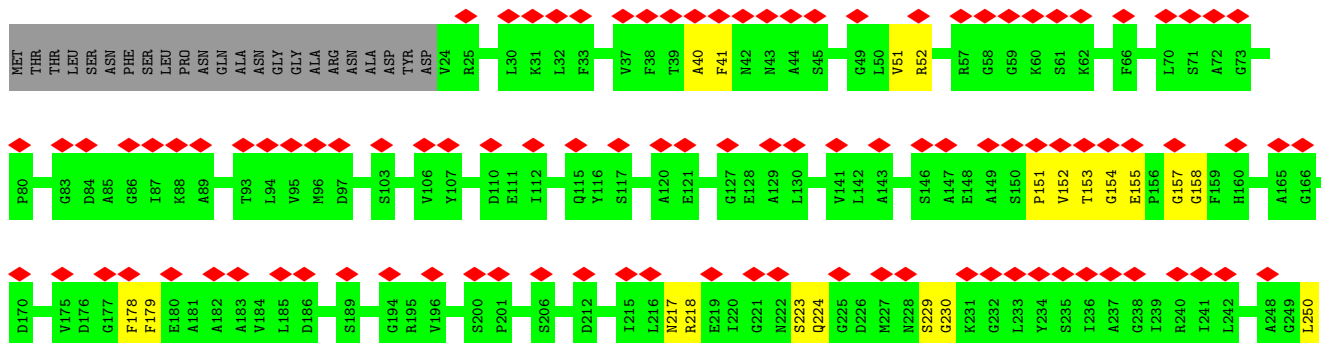 MET THR THR LEU SER ASN PHE SER LEU PRO ASN GLN ALA ASN GLY GLY ALA ARG ASN ALA ASP TYR ASP V24 R25 L30 K31 L32 F33 V37 F38 T39 A40 F41 N42 N43 A44 S45 G49 L50 V51 R52 R57 G58 G59 K60 S61 K62 F66 L70 S71 A72 G73
P80 G83 D84 A85 G86 I87 K88 A89 T93 L94 V95 M96 D97 S103 V106 Y107 D110 E111 I112 Q115 Y116 S117 A120 E121 G127 E128 A129 L130 V141 L142 A143 S146 A147 E148 A149 S150 P151 V152 T153 G154 E155 P156 G157 G158 F159 H160 A165 G166
D170 V175 D176 G177 F178 F179 E180 A181 A182 A183 V184 L185 D186 S189 G194 R195 V196 S200 P201 S206 D212 I215 L216 N217 R218 E219 I220 G221 N222 S223 Q224 G225 D226 M227 N228 S229 G230 K231 G232 L233 Y234 S235 I236 A237 G238 I239 R240 I241 L242 A248 G249 L250